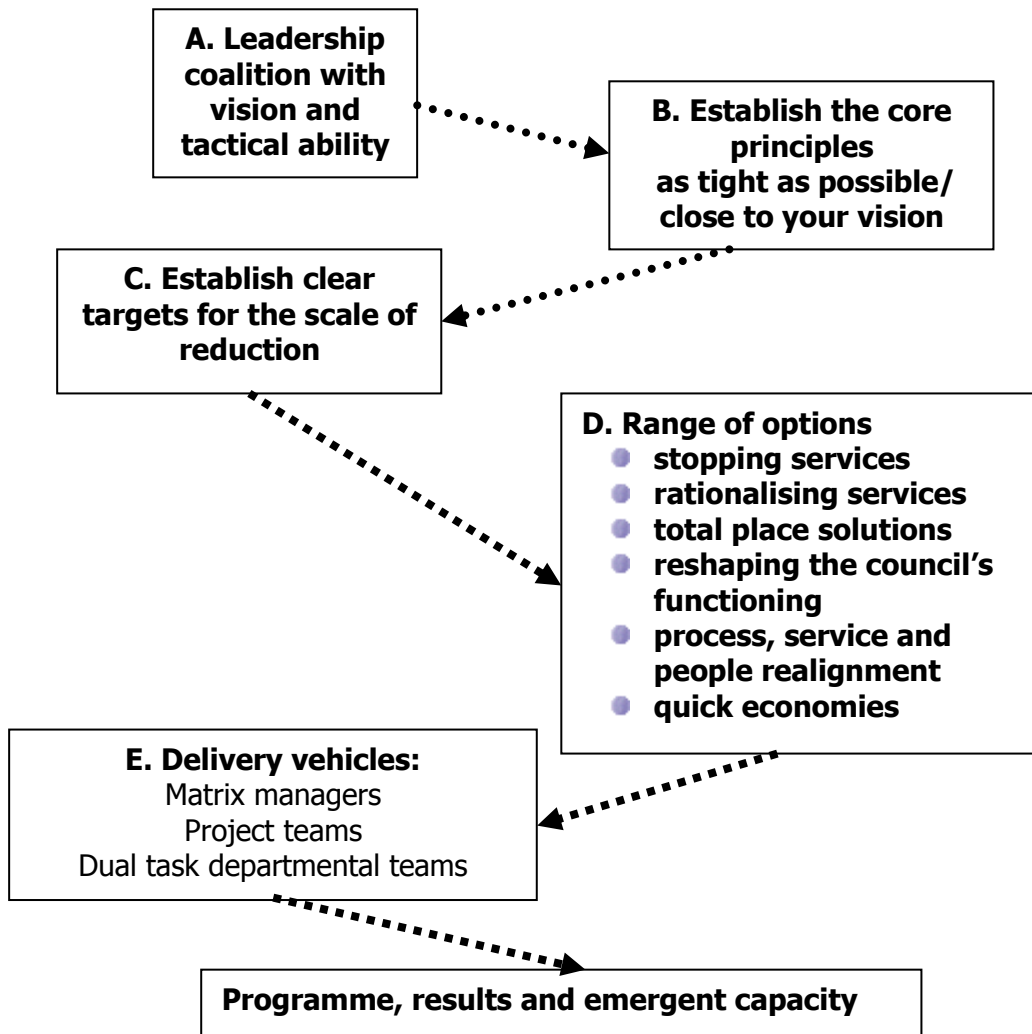 A. Leadership
coalition with
vision and
tactical ability
B. Establish the core
principles
as tight as possible/
close to your vision
C. Establish clear
targets for the scale of
reduction
D. Range of options
stopping services
rationalising services
total place solutions
reshaping the council’s
functioning
process, service and
people realignment
quick economies
E. Delivery vehicles:
Matrix managers
Project teams
Dual task departmental teams
Programme, results and emergent capacity